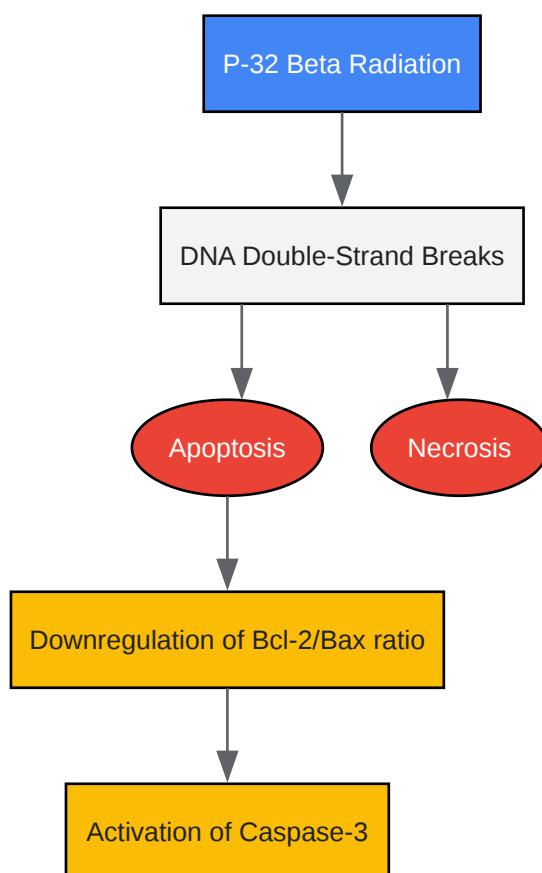 P-32 Beta Radiation
DNA Double-Strand Breaks
Apoptosis
Necrosis
Downregulation of Bcl-2/Bax ratio
Activation of Caspase-3